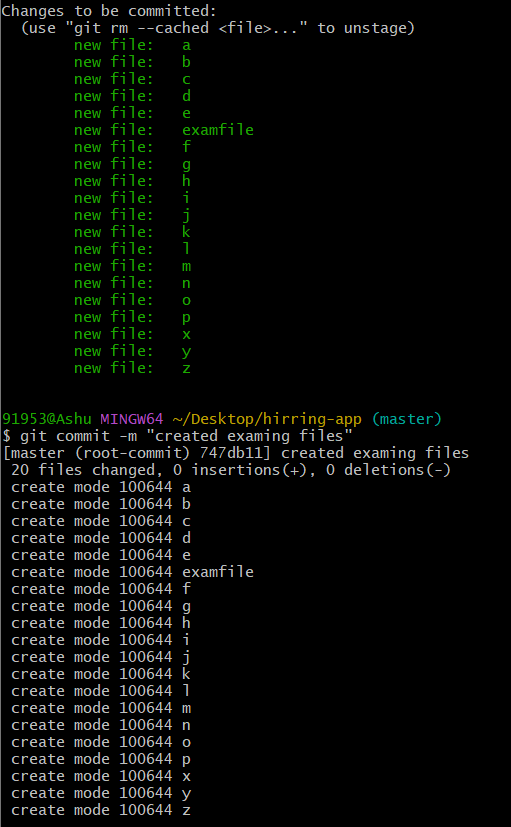 Changes to be committed:
  (use "git rm --cached <file>..." to unstage)
        new file:   a
        new file:   b
        new file:   c
        new file:   d
        new file:   e
        new file:   examfile
        new file:   f
        new file:   g
        new file:   h
        new file:   i
        new file:   j
        new file:   k
        new file:   l
        new file:   m
        new file:   n
        new file:   o
        new file:   p
        new file:   x
        new file:   y
        new file:   z

91953@Ashu MINGW64 ~/Desktop/hirring-app (master)
$ git commit -m "created examing files"
[master (root-commit) 747db11] created examing files
 20 files changed, 0 insertions(+), 0 deletions(-)
 create mode 100644 a
 create mode 100644 b
 create mode 100644 c
 create mode 100644 d
 create mode 100644 e
 create mode 100644 examfile
 create mode 100644 f
 create mode 100644 g
 create mode 100644 h
 create mode 100644 i
 create mode 100644 j
 create mode 100644 k
 create mode 100644 l
 create mode 100644 m
 create mode 100644 n
 create mode 100644 o
 create mode 100644 p
 create mode 100644 x
 create mode 100644 y
 create mode 100644 z